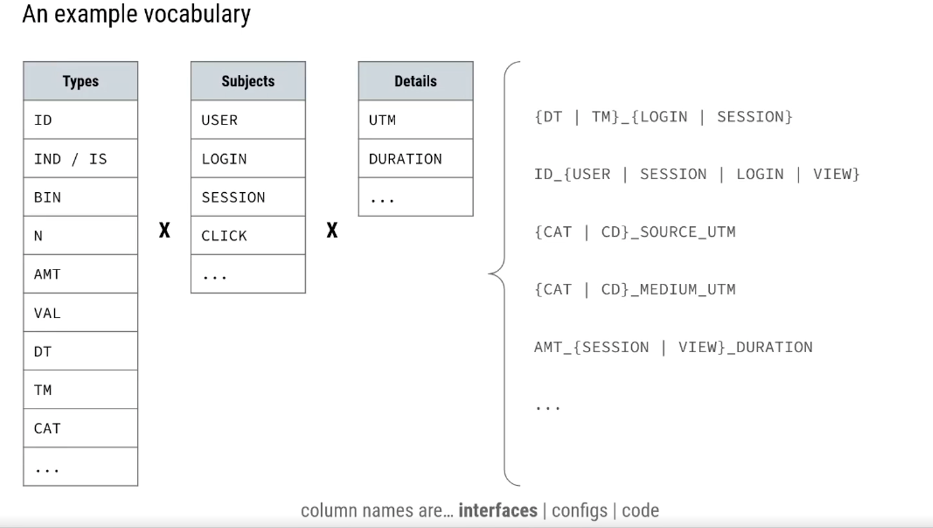 An example vocabulary
Types
ID
IND / IS
BIN
N
AMT
VAL
DT
TM
CAT
...
X
Subjects
USER
LOGIN
SESSION
CLICK
...
X
Details
UTM
DURATION
...
{DT | TM}_{LOGIN | SESSION}
ID_{USER | SESSION | LOGIN | VIEW}
{CAT | CD}_SOURCE_UTM
{CAT | CD}_MEDIUM_UTM
AMT_{SESSION | VIEW}_DURATION
...
column names are... interfaces | configs | code